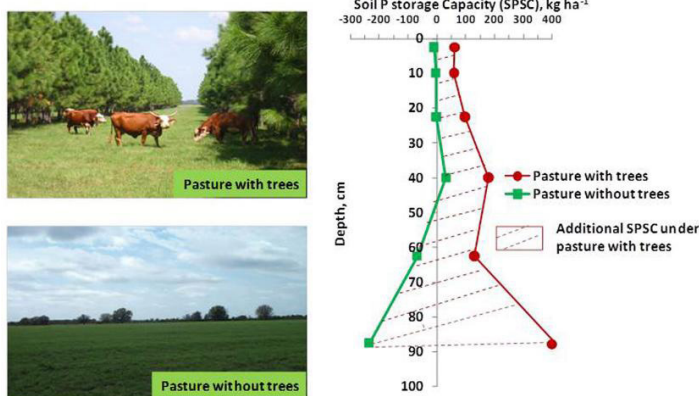 Pasture with trees
Pasture without trees
Soil P storage Capacity (SPSC), kg ha⁻¹
-300 -200 -100 0 100 200 300 400
0
10
20
30
40
50
60
70
80
90
100
Depth, cm
Pasture with trees
Pasture without trees
Additional SPSC under
pasture with trees